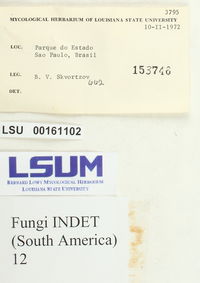 3795
MYCOLOGICAL HERBARIUM OF LOUISIANA STATE UNIVERSITY
10-II-1972
LOC. Parque do Estado
Sao Paulo, Brasil
LEG. B. V. Skvortzov 153746
DET.
LSU 00161102
LSUM
BERNARD LOWY MYCOLOGICAL HERBARIUM
LOUISIANA STATE UNIVERSITY
Fungi INDET
(South America)
12